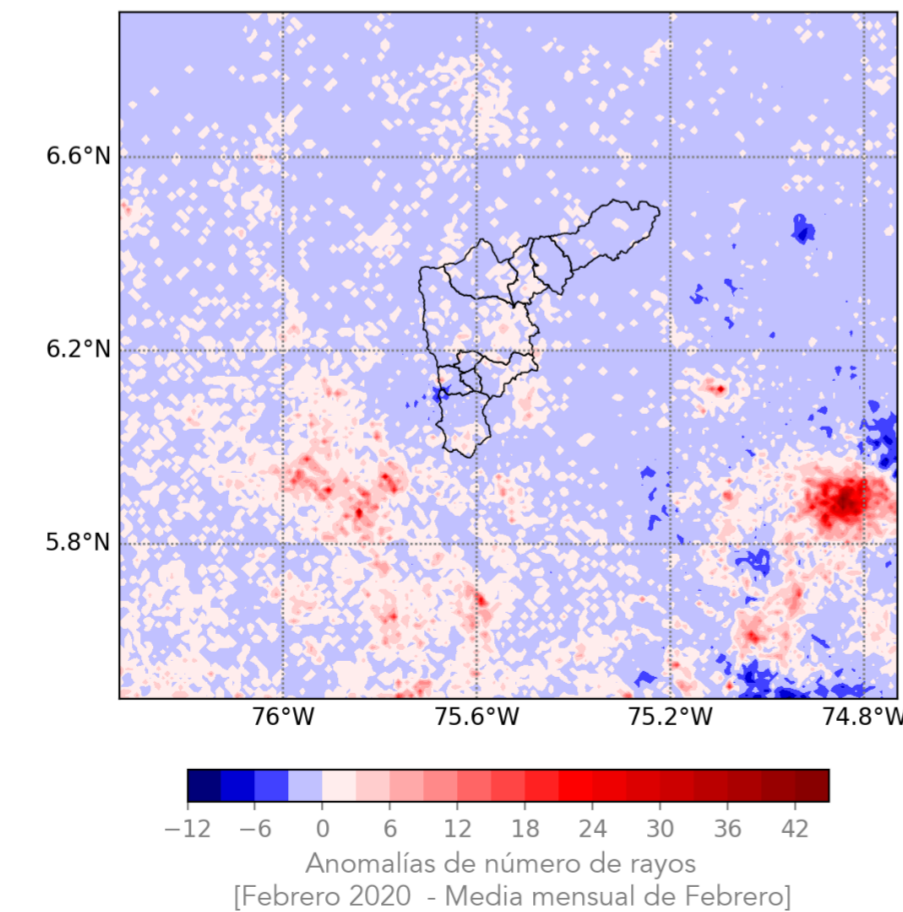 6.6°N
6.2°N
5.8°N
76°W 75.6°W 75.2°W 74.8°W
−12 −6 0 6 12 18 24 30 36 42
Anomalías de número de rayos
[Febrero 2020 - Media mensual de Febrero]